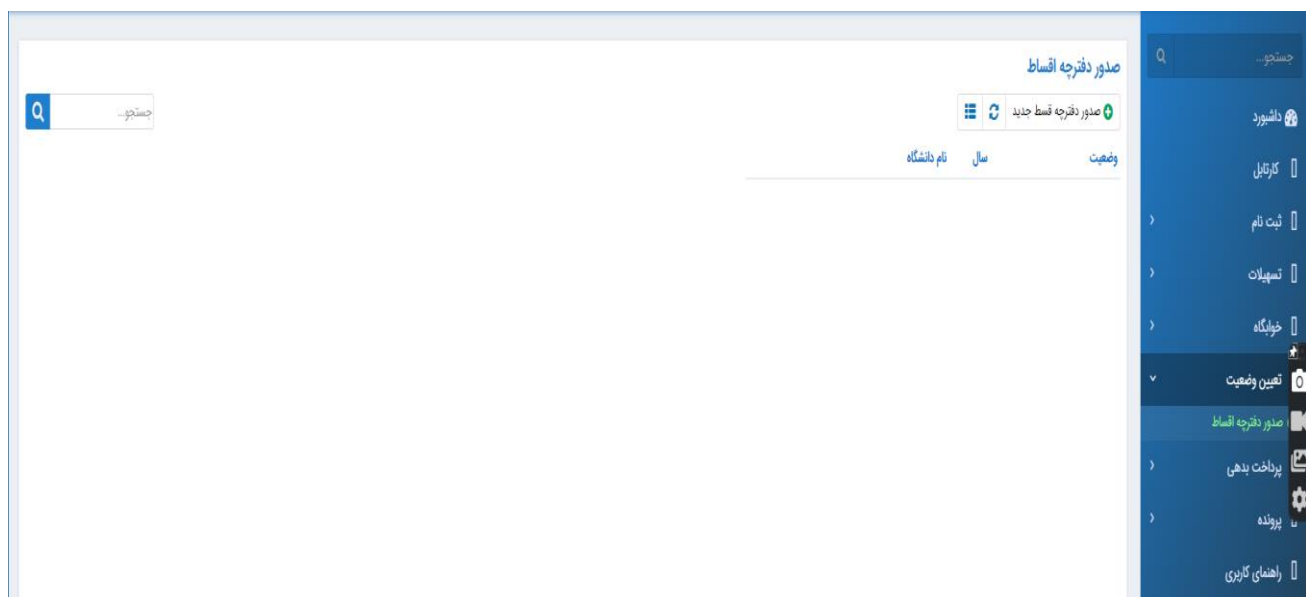 جستجو...
داشبورد
کارتابل
ثبت نام
تسهیلات
خوابگاه
تعیین وضعیت
صدور دفترچه اقساط
پرداخت بدهی
پرونده
راهنمای کاربری
صدور دفترچه اقساط
صدور دفترچه قسط جدید
جستجو...
وضعیت سال نام دانشگاه